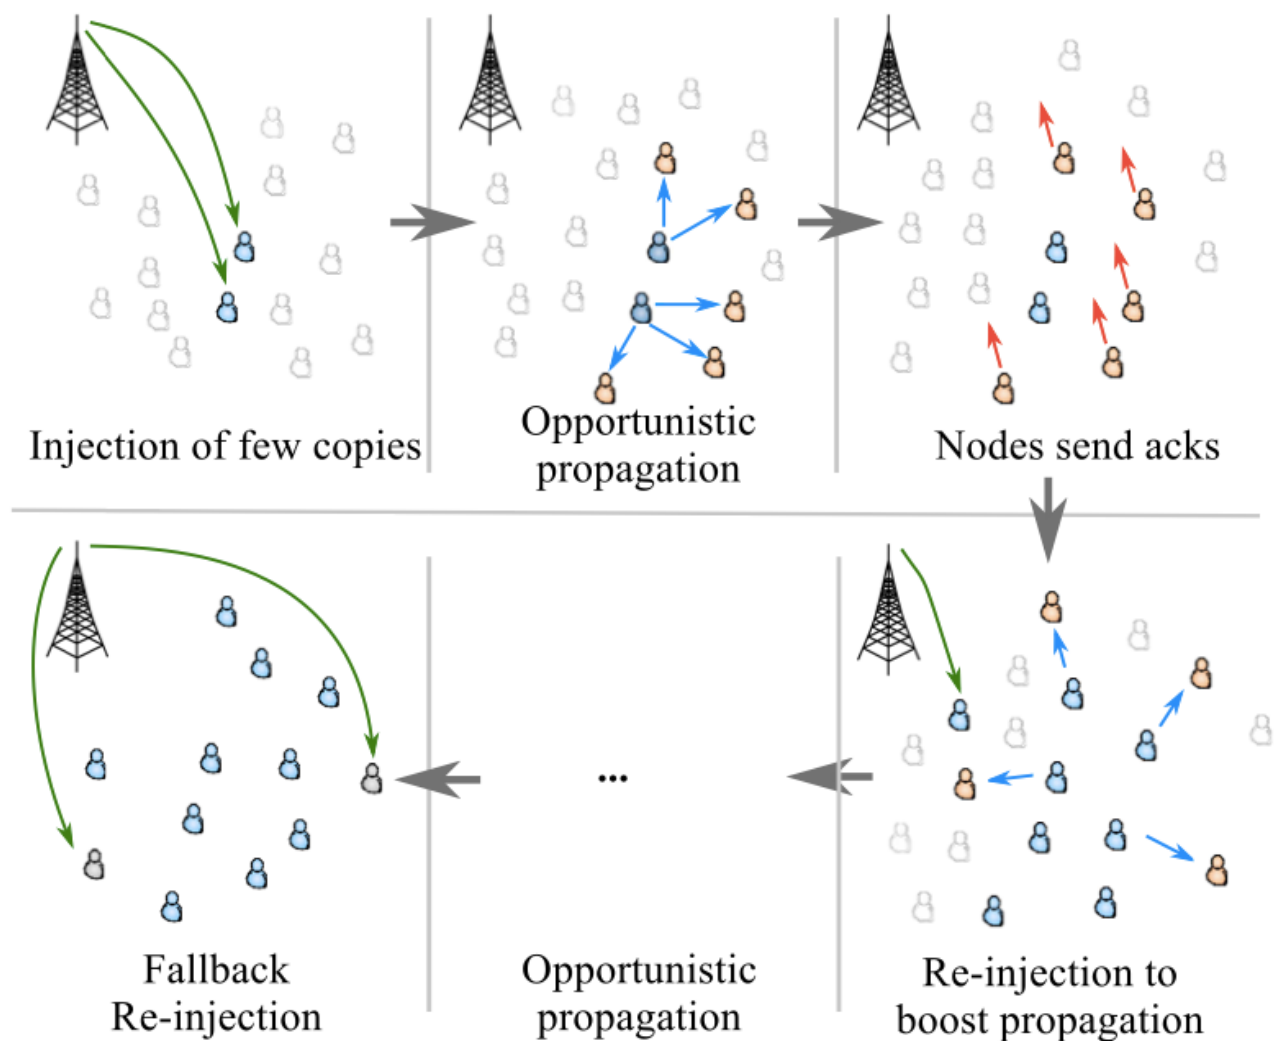 Injection of few copies
Opportunistic
propagation
Nodes send acks
Fallback
Re-injection
...
Opportunistic
propagation
Re-injection to
boost propagation